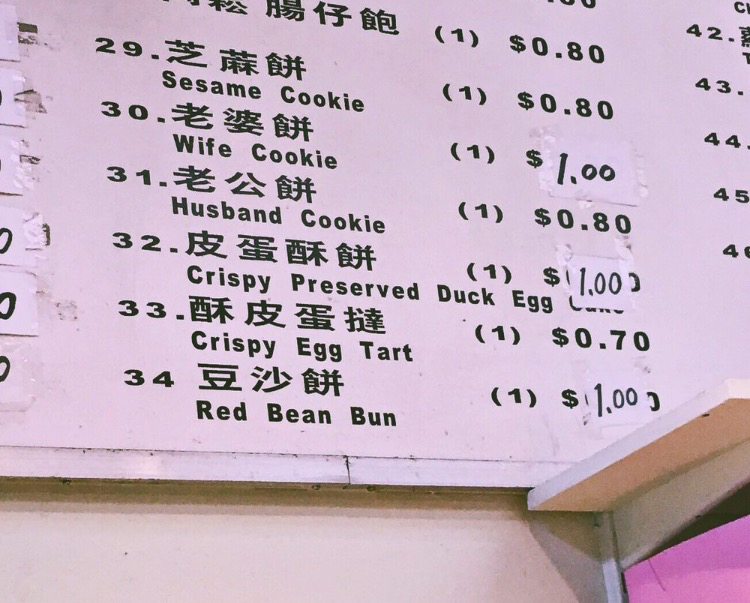 腸仔飽 (1) $0.80
29.芝蔴餅 (1) $0.80
Sesame Cookie
30.老婆餅 (1) $1.00
Wife Cookie
31.老公餅 (1) $0.80
Husband Cookie
32.皮蛋酥餅 (1) $1.00
Crispy Preserved Duck Egg
33.酥皮蛋撻 (1) $0.70
Crispy Egg Tart
34 豆沙餅 (1) $1.00
Red Bean Bun
42.
43.
44.
45